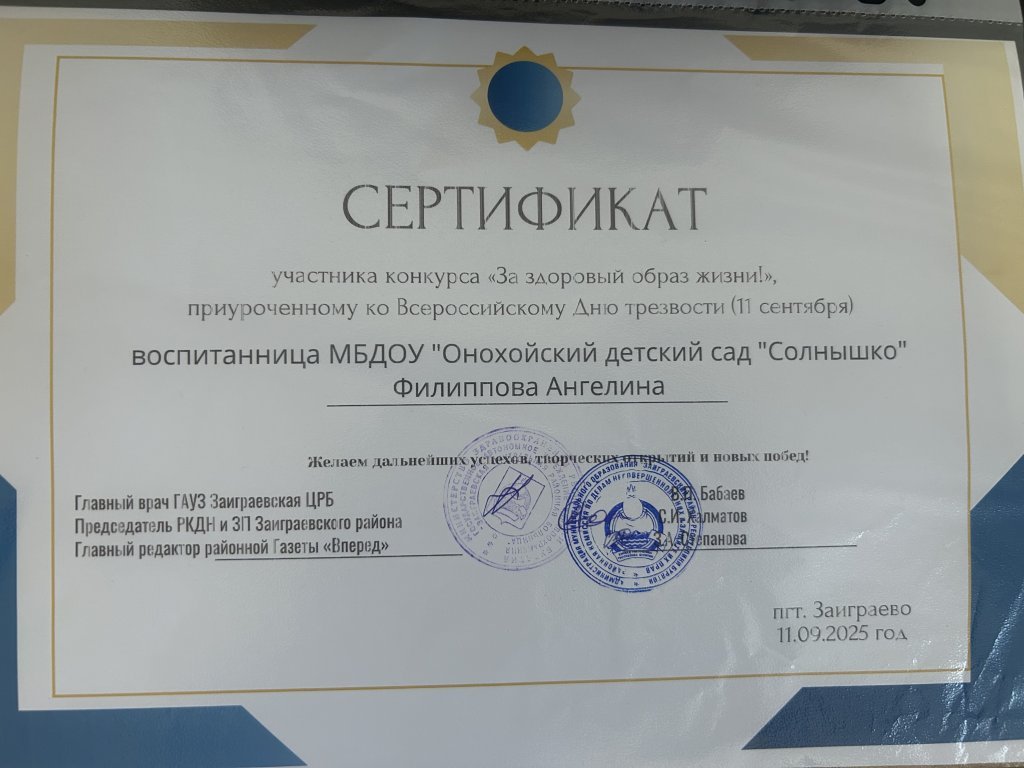 СЕРТИФИКАТ
участника конкурса «За здоровый образ жизни!»,
приуроченному ко Всероссийскому Дню трезвости (11 сентября)
воспитанница МБДОУ "Онохойский детский сад "Солнышко"
Филиппова Ангелина
Желаем дальнейших успехов, творческих открытий и новых побед!
Главный врач ГАУЗ Заиграевская ЦРБ Бабаев
Председатель РКДН и ЗП Заиграевского района С.И. Халматов
Главный редактор районной Газеты «Вперед»
пгт. Заиграево
11.09.2025 год